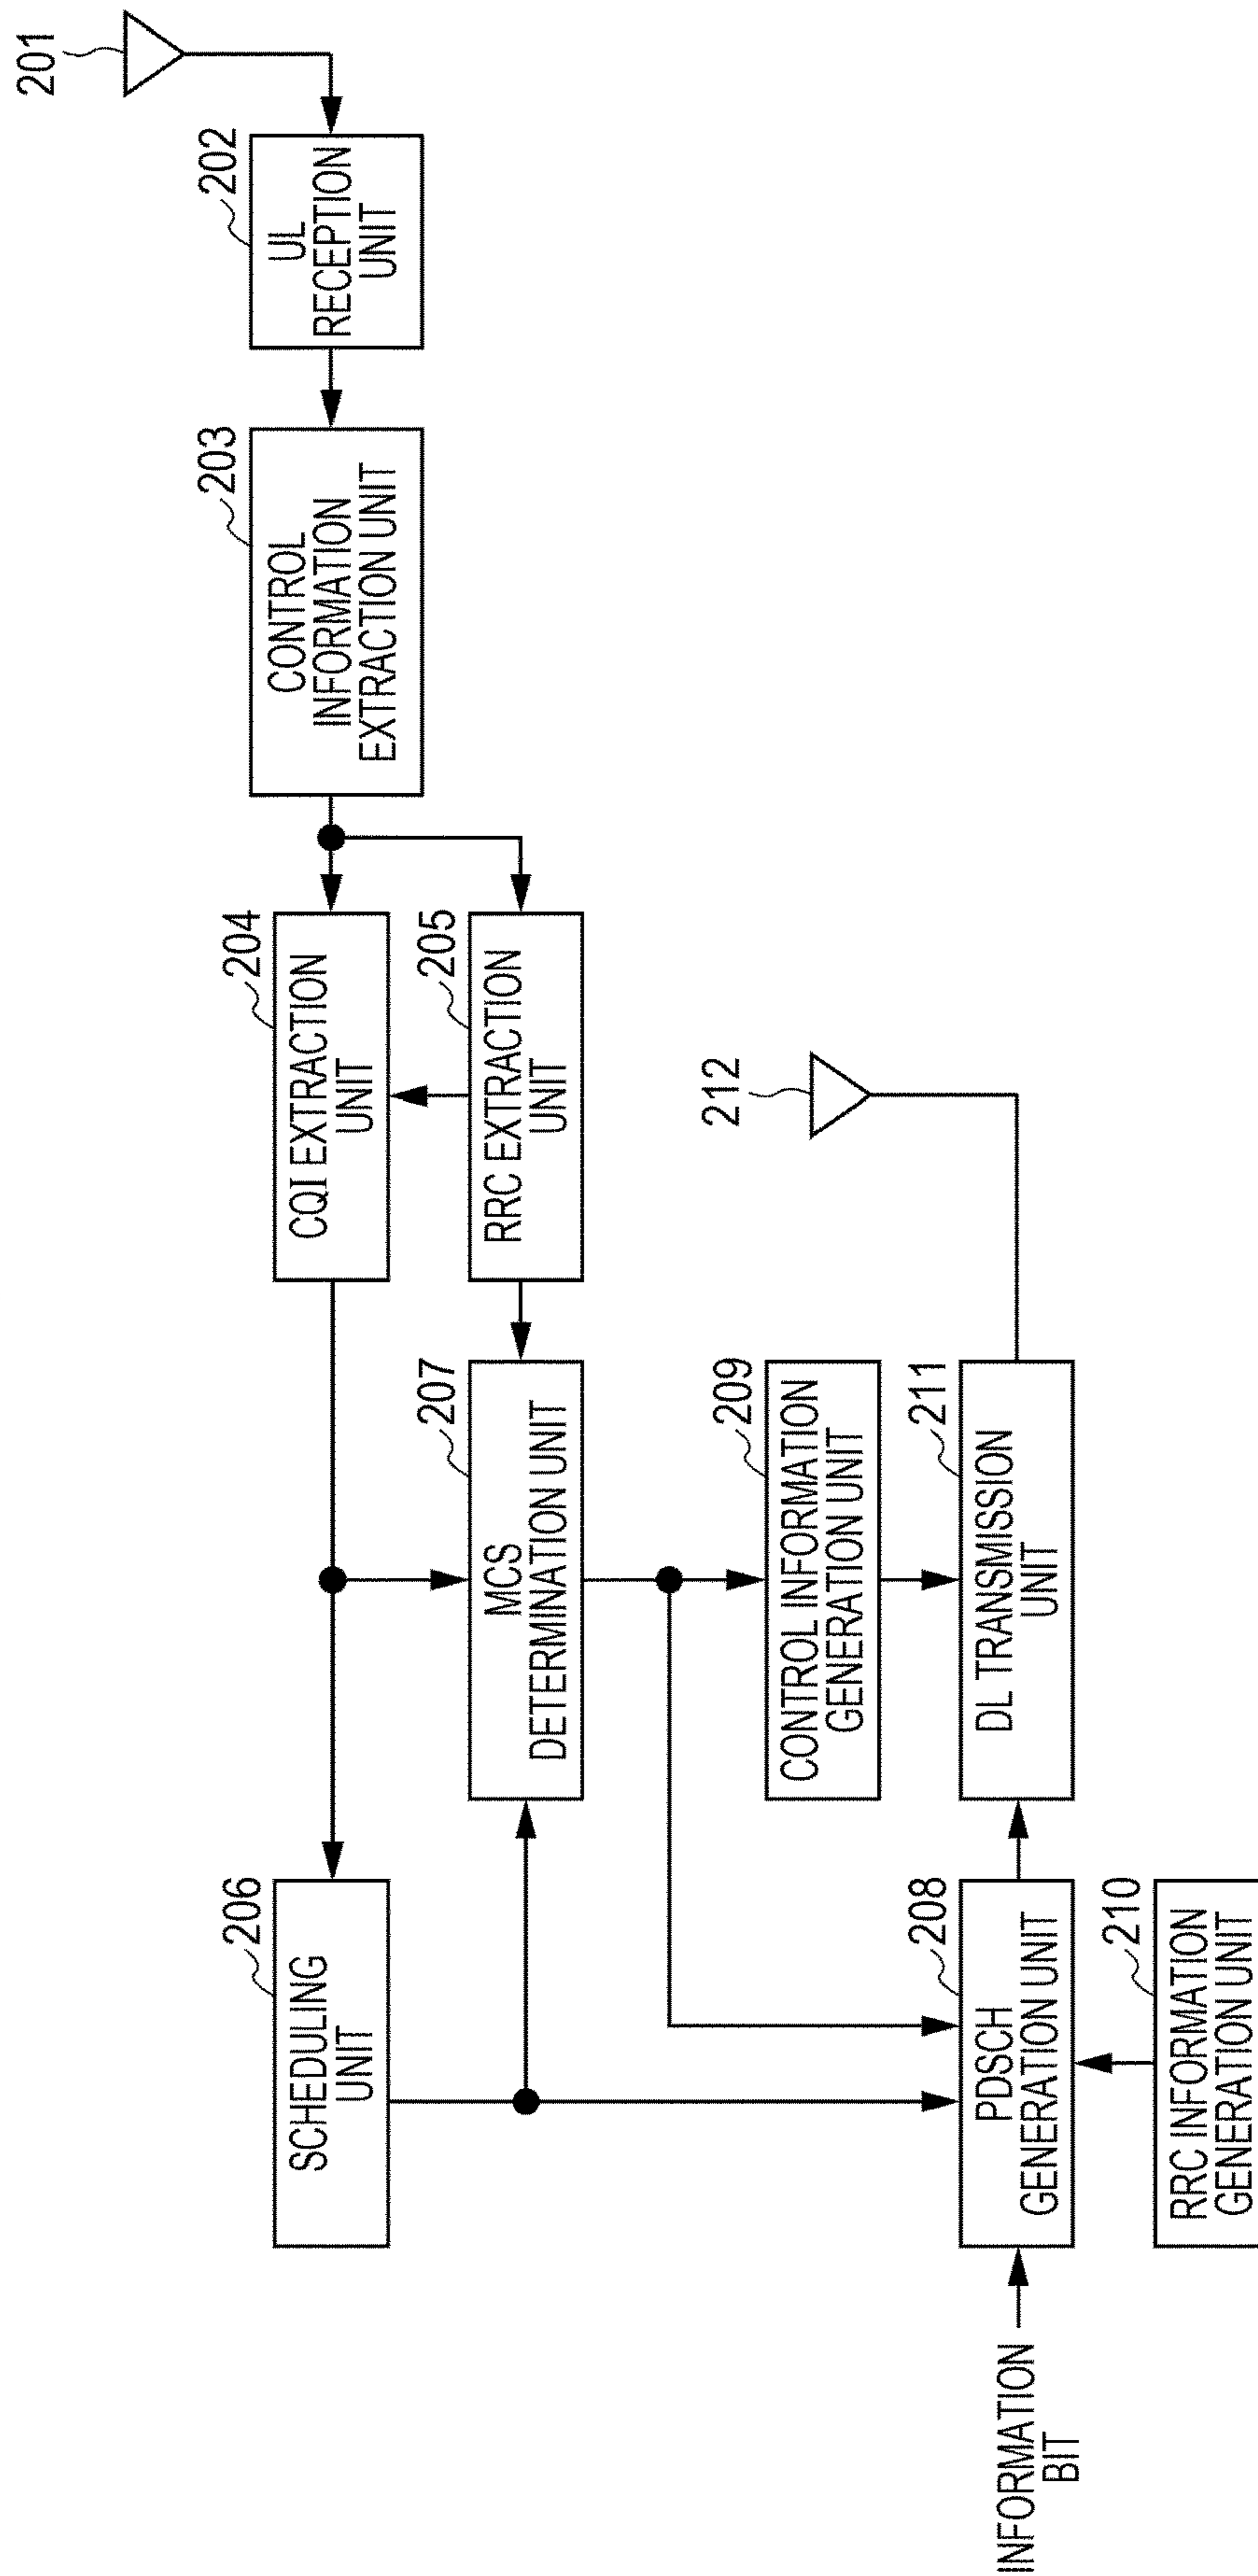 201
202
UL
RECEPTION
UNIT
203
CONTROL
INFORMATION
EXTRACTION UNIT
204
CQI EXTRACTION
UNIT
205
RRC EXTRACTION
UNIT
206
SCHEDULING
UNIT
207
MCS
DETERMINATION UNIT
209
CONTROL INFORMATION
GENERATION UNIT
212
211
DL TRANSMISSION
UNIT
208
PDSCH
GENERATION UNIT
210
RRC INFORMATION
GENERATION UNIT
INFORMATION
BIT